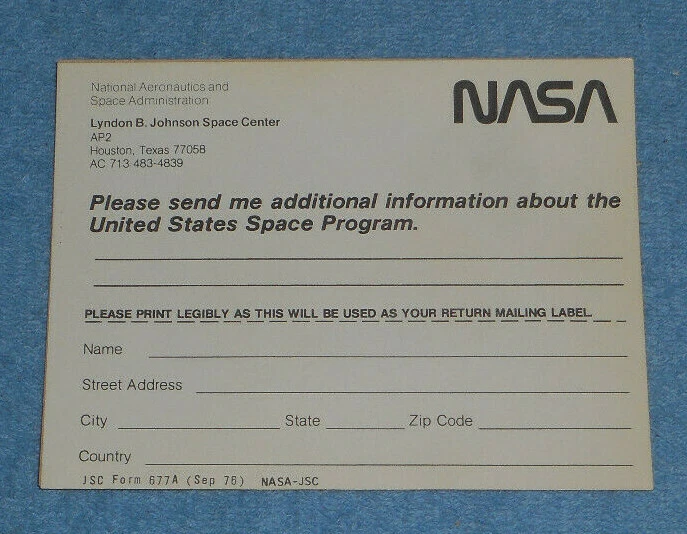 National Aeronautics and
Space Administration
NASA
Lyndon B. Johnson Space Center
AP2
Houston, Texas 77058
AC 713 483-4839
Please send me additional information about the
United States Space Program.
PLEASE PRINT LEGIBLY AS THIS WILL BE USED AS YOUR RETURN MAILING LABEL.
Name
Street Address
City State Zip Code
Country
JSC Form 677A (Sep 76) NASA-JSC